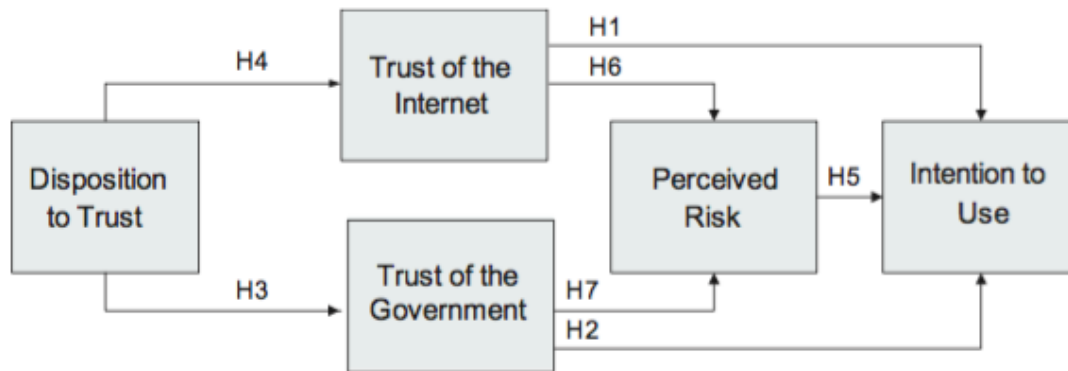 H1
H4
Trust of the
Internet
H6
Disposition
to Trust
Perceived
Risk
H5
Intention to
Use
H3
Trust of the
Government
H7
H2